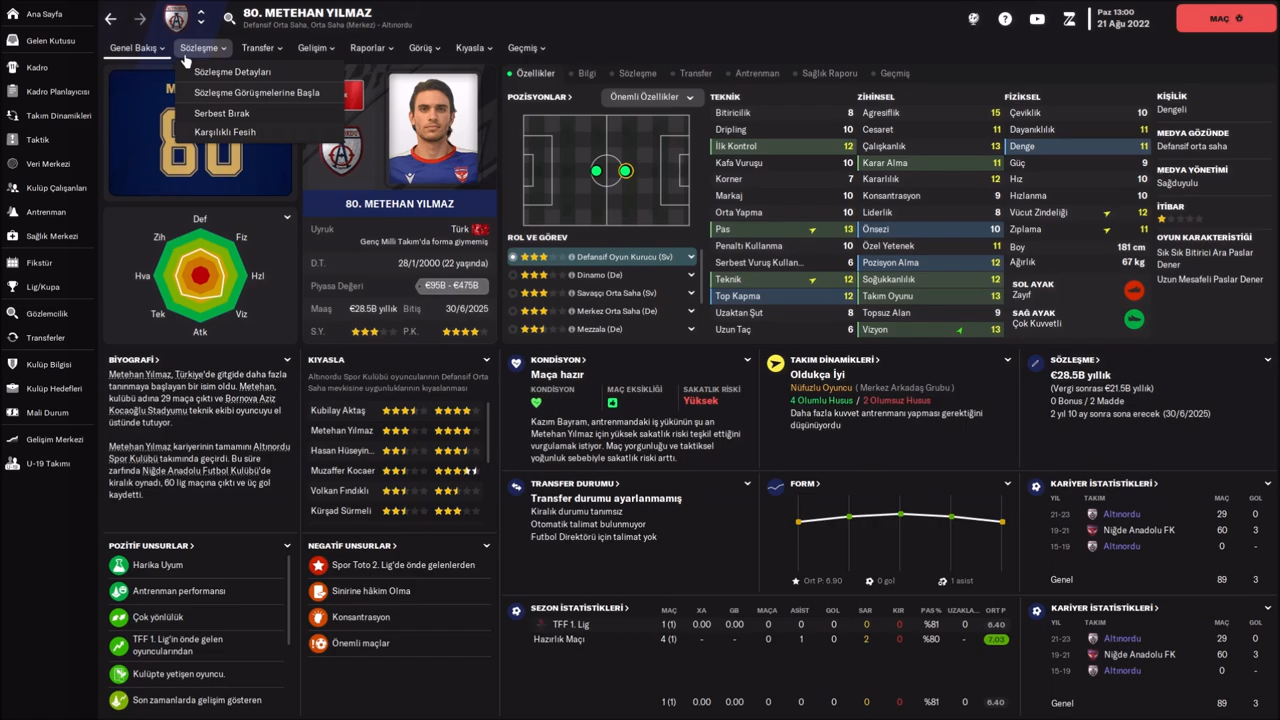 Ana Sayfa
Gelen Kutusu
Kadro
Kadro Planlayıcısı
Takım Dinamikleri
Taktik
Veri Merkezi
Kulüp Çalışanları
Antrenman
Sağlık Merkezi
Fikstür
Lig/Kupa
Gözlemcilik
Transferler
Kulüp Bilgisi
Kulüp Hedefleri
Mali Durum
Gelişim Merkezi
U-19 Takımı
80. METEHAN YILMAZ
Defansif Orta Saha, Orta Saha (Merkez) - Altınordu
Paz 13:00
21 Ağu 2022
MAÇ
Genel Bakış
Sözleşme
Transfer
Gelişim
Raporlar
Görüş
Kıyasla
Geçmiş
Sözleşme Detayları
Sözleşme Görüşmelerine Başla
Serbest Bırak
Karşılıklı Fesih
80
Def
Fiz
Hzl
Viz
Atk
Tek
Hva
Zih
80. METEHAN YILMAZ
Uyruk Türk
Genç Milli Takım'da forma giymemiş
D.T. 28/1/2000 (22 yaşında)
Piyasa Değeri €95B - €475B
Maaş €28.5B yıllık Bitiş 30/6/2025
S.Y. P.K.
Özellikler
Bilgi
Sözleşme
Transfer
Antrenman
Sağlık Raporu
Geçmiş
POZİSYONLAR
Önemli Özellikler
ROL VE GÖREV
Defansif Oyun Kurucu (Sv)
Dinamo (De)
Savaşçı Orta Saha (Sv)
Merkez Orta Saha (De)
Mezzala (De)
TEKNİK
Bitiricilik 8
Dripling 10
İlk Kontrol 12
Kafa Vuruşu 10
Korner 7
Markaj 10
Orta Yapma 10
Pas 13
Penaltı Kullanma 10
Serbest Vuruş Kullan... 6
Teknik 12
Top Kapma 12
Uzaktan Şut 8
Uzun Taç 6
ZİHİNSEL
Agresiflik 15
Cesaret 11
Çalışkanlık 13
Karar Alma 11
Kararlılık 12
Konsantrasyon 9
Liderlik 8
Önsezi 10
Özel Yetenek 11
Pozisyon Alma 12
Soğukkanlılık 12
Takım Oyunu 13
Topsuz Alan 9
Vizyon 13
FİZİKSEL
Çeviklik 10
Dayanıklılık 11
Denge 11
Güç 9
Hız 10
Hızlanma 10
Vücut Zindeliği 12
Zıplama 11
Boy 181 cm
Ağırlık 67 kg
KİŞİLİK
Dengeli
MEDYA GÖZÜNDE
Defansif orta saha
MEDYA YÖNETİMİ
Sağduyulu
İTİBAR
OYUN KARAKTERİSTİĞİ
Sık Sık Bitirici Ara Paslar
Dener
Uzun Mesafeli Paslar Dener
SOL AYAK
Zayıf
SAĞ AYAK
Çok Kuvvetli
BİYOGRAFİ
Metehan Yılmaz, Türkiye'de gitgide daha fazla
tanınmaya başlayan bir isim oldu. Metehan,
kulübü adına 29 maça çıktı ve Bornova Aziz
Kocaoğlu Stadyumu teknik ekibi oyuncuyu el
üstünde tutuyor.
Metehan Yılmaz kariyerinin tamamını Altınordu
Spor Kulübü takımında geçirdi. Bu süre
zarfında Niğde Anadolu Futbol Kulübü'de
kiralık oynadı, 60 lig maçına çıktı ve üç gol
kaydetti.
KIYASLA
Altınordu Spor Kulübü oyuncularının Defansif Orta
Saha mevkisine uygunluklarının kıyaslaması
Kubilay Aktaş
Metehan Yılmaz
Hasan Hüseyin...
Muzaffer Kocaer
Volkan Fındıklı
Kürşad Sürmeli
KONDİSYON
Maça hazır
KONDİSYON
MAÇ EKSİKLİĞİ
SAKATLIK RİSKİ
Yüksek
Kazım Bayram, antrenmandaki iş yükünün şu an
Metehan Yılmaz için yüksek sakatlık riski teşkil ettiğini
vurgulamak istiyor. Maç yorgunluğu ve taktiksel
yoğunluk sebebiyle sakatlık riski arttı.
TAKIM DİNAMİKLERİ
Oldukça İyi
Nüfuzlu Oyuncu ( Merkez Arkadaş Grubu )
4 Olumlu Husus / 2 Olumsuz Husus
Daha fazla kuvvet antrenmanı yapması gerektiğini
düşünüyordu
SÖZLEŞME
€28.5B yıllık
(Vergi sonrası €21.5B yıllık)
0 Bonus / 2 Madde
2 yıl 10 ay sonra sona erecek (30/6/2025)
TRANSFER DURUMU
Transfer durumu ayarlanmamış
Kiralık durumu tanımsız
Otomatik talimat bulunmuyor
Futbol Direktörü için talimat yok
FORM
Ort P: 6.90
0 gol
1 asist
KARİYER İSTATİSTİKLERİ
YIL TAKIM MAÇ GOL
21-23 Altınordu 29 0
19-21 Niğde Anadolu FK 60 3
15-19 Altınordu 0 -
Genel 89 3
POZİTİF UNSURLAR
Harika Uyum
Antrenman performansı
Çok yönlülük
TFF 1. Lig'in önde gelen
oyuncularından
Kulüpte yetişen oyucu.
Son zamanlarda gelişim gösteren
NEGATİF UNSURLAR
Spor Toto 2. Lig'de önde gelenlerden
Sinirine hâkim Olma
Konsantrasyon
Önemli maçlar
SEZON İSTATİSTİKLERİ MAÇ XA GB MAÇA ASİST GOL SAR KIR PAS% UZAKLA... ORT P
TFF 1. Lig 1 (1) 0.00 0.00 0 0 0 0 0 %81 0 6.40
Hazırlık Maçı 4 (1) - - 0 1 0 2 0 %80 - 7.03
1 (1) 0.00 0.00 0 0 0 0 0 %81 0 6.40
KARİYER İSTATİSTİKLERİ
YIL TAKIM MAÇ GOL
21-23 Altınordu 29 0
19-21 Niğde Anadolu FK 60 3
15-19 Altınordu 0 -
Genel 89 3